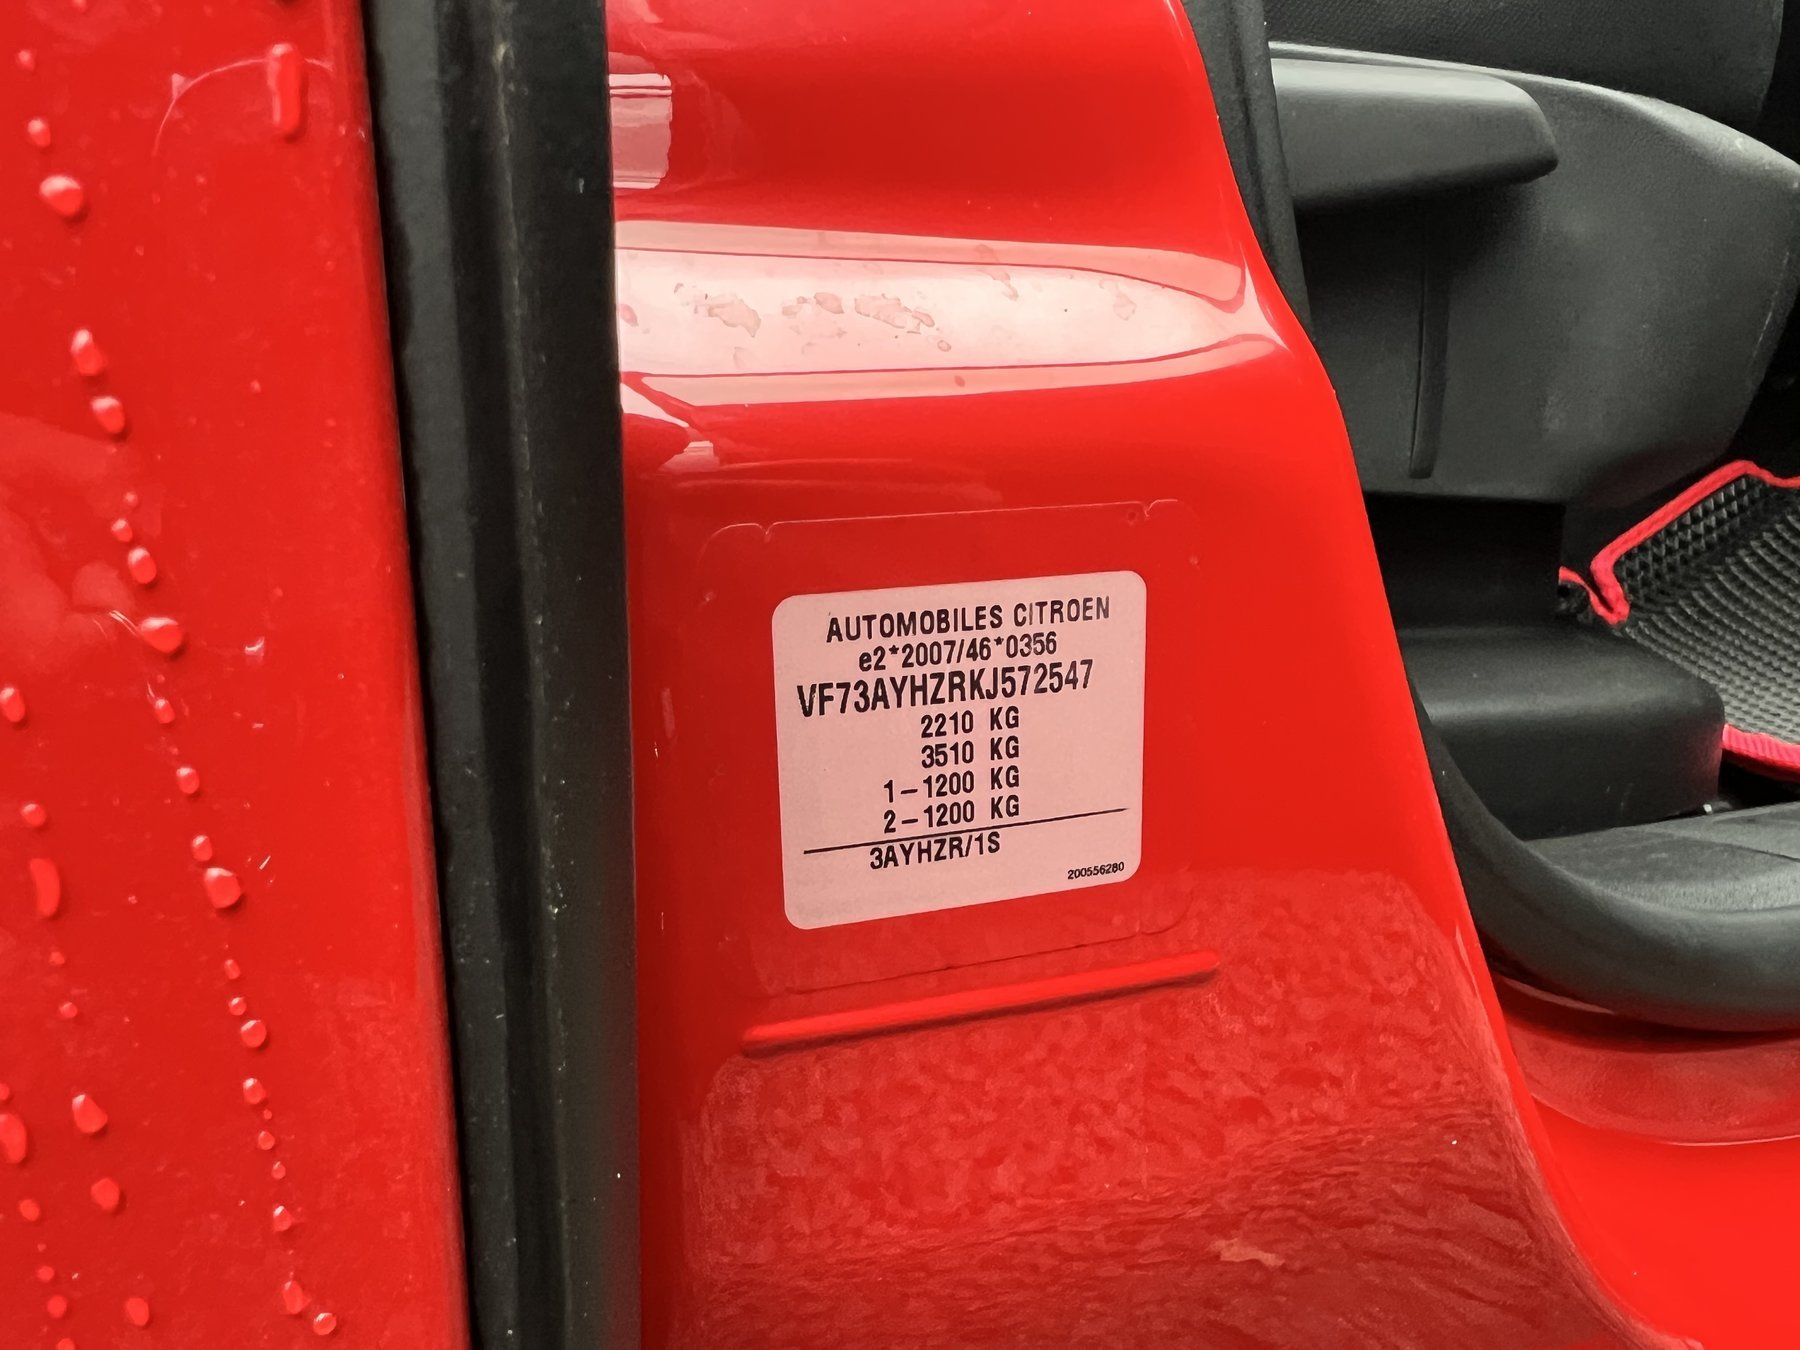 AUTOMOBILES CITROEN
e2*2007/46*0356
VF73AYHZRKJ572547
2210 KG
3510 KG
1-1200 KG
2-1200 KG
3AYHZR/1S
200556280